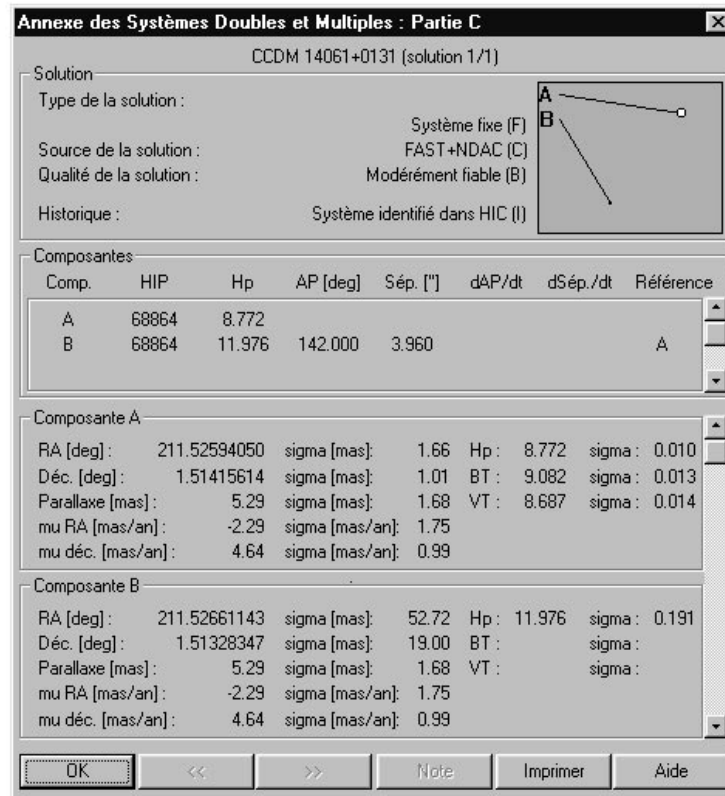 Annexe des Systèmes Doubles et Multiples : Partie C
CCDM 14061+0131 (solution 1/1)
Solution
Type de la solution :
Système fixe (F)
Source de la solution : FAST+NDAC (C)
Qualité de la solution : Modérément fiable (B)
Historique : Système identifié dans HIC (I)
A
B
Composantes
Comp. HIP Hp AP [deg] Sép. ["] dAP/dt dSép./dt Référence
A 68864 8.772
B 68864 11.976 142.000 3.960 A
Composante A
RA [deg] : 211.52594050 sigma [mas]: 1.66 Hp : 8.772 sigma : 0.010
Déc. [deg] : 1.51415614 sigma [mas]: 1.01 BT : 9.082 sigma : 0.013
Parallaxe [mas] : 5.29 sigma [mas]: 1.68 VT : 8.687 sigma : 0.014
mu RA [mas/an] : -2.29 sigma [mas/an]: 1.75
mu déc. [mas/an] : 4.64 sigma [mas/an]: 0.99
Composante B
RA [deg] : 211.52661143 sigma [mas]: 52.72 Hp : 11.976 sigma : 0.191
Déc. [deg] : 1.51328347 sigma [mas]: 19.00 BT : sigma :
Parallaxe [mas] : 5.29 sigma [mas]: 1.68 VT : sigma :
mu RA [mas/an] : -2.29 sigma [mas/an]: 1.75
mu déc. [mas/an] : 4.64 sigma [mas/an]: 0.99
OK << >> Note Imprimer Aide